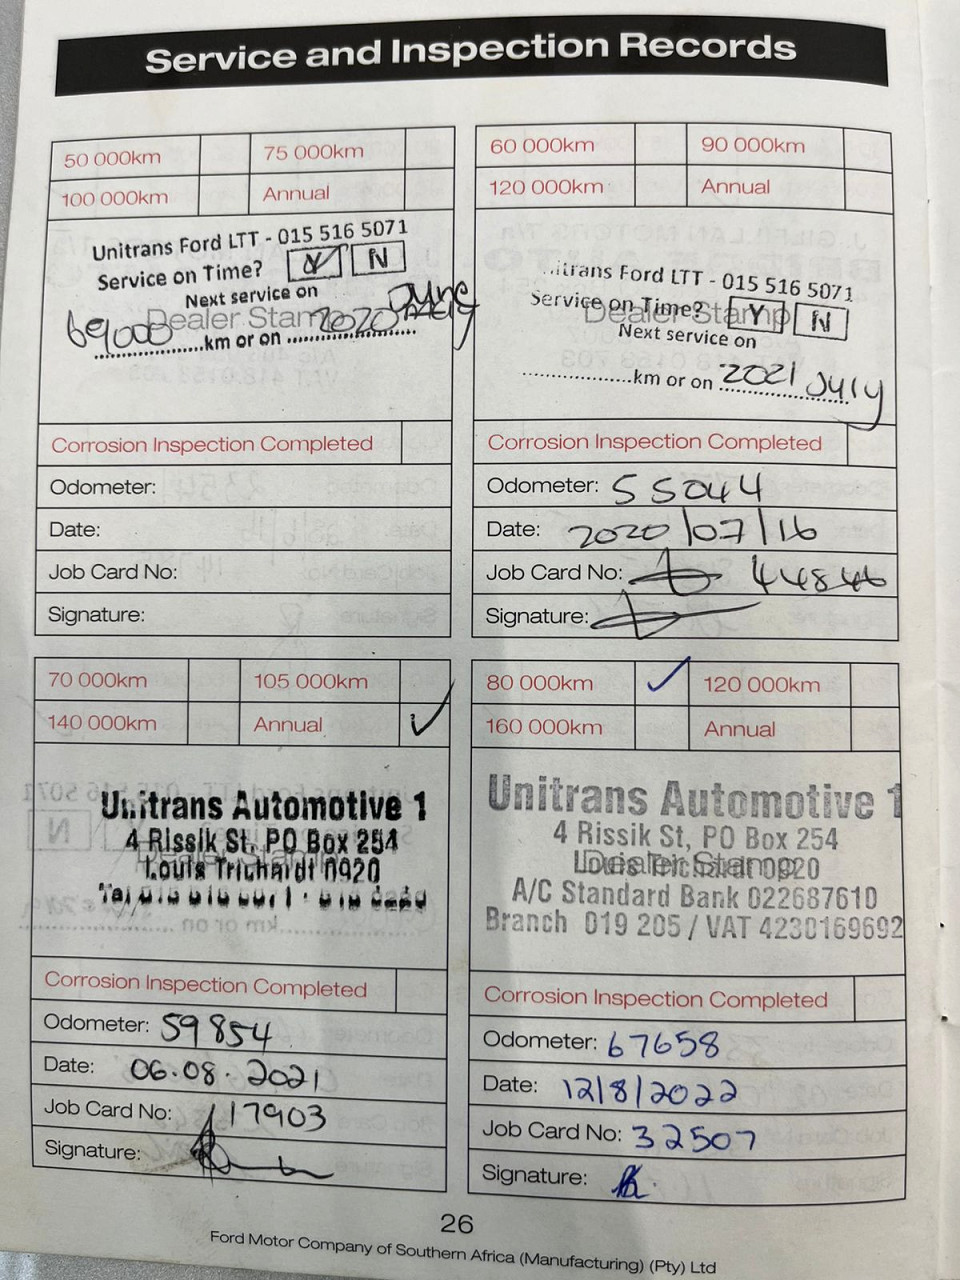 Service and Inspection Records
50 000km 75 000km
100 000km Annual
Unitrans Ford LTT - 015 516 5071
Service on Time? Y N
Next service on
Dealer Stamp
69000 km or on 2020 June
Corrosion Inspection Completed
Odometer:
Date:
Job Card No:
Signature:
60 000km 90 000km
120 000km Annual
itrans Ford LTT - 015 516 5071
Service on Time? Y N
Dealer Stamp
Next service on
km or on 2021 July
Corrosion Inspection Completed
Odometer: 55044
Date: 2020/07/16
Job Card No: 44846
Signature:
70 000km 105 000km
140 000km Annual ✓
Unitrans Automotive 1
4 Rissik St, PO Box 254
Dealer Stamp
Louis Trichardt 0920
Corrosion Inspection Completed
Odometer: 59854
Date: 06.08.2021
Job Card No: 117903
Signature:
80 000km ✓ 120 000km
160 000km Annual
Unitrans Automotive 1
4 Rissik St, PO Box 254
Dealer Stamp
Louis Trichardt 0920
A/C Standard Bank 022687610
Branch 019 205 / VAT 4230169692
Corrosion Inspection Completed
Odometer: 67658
Date: 12/8/2022
Job Card No: 32507
Signature:
26
Ford Motor Company of Southern Africa (Manufacturing) (Pty) Ltd